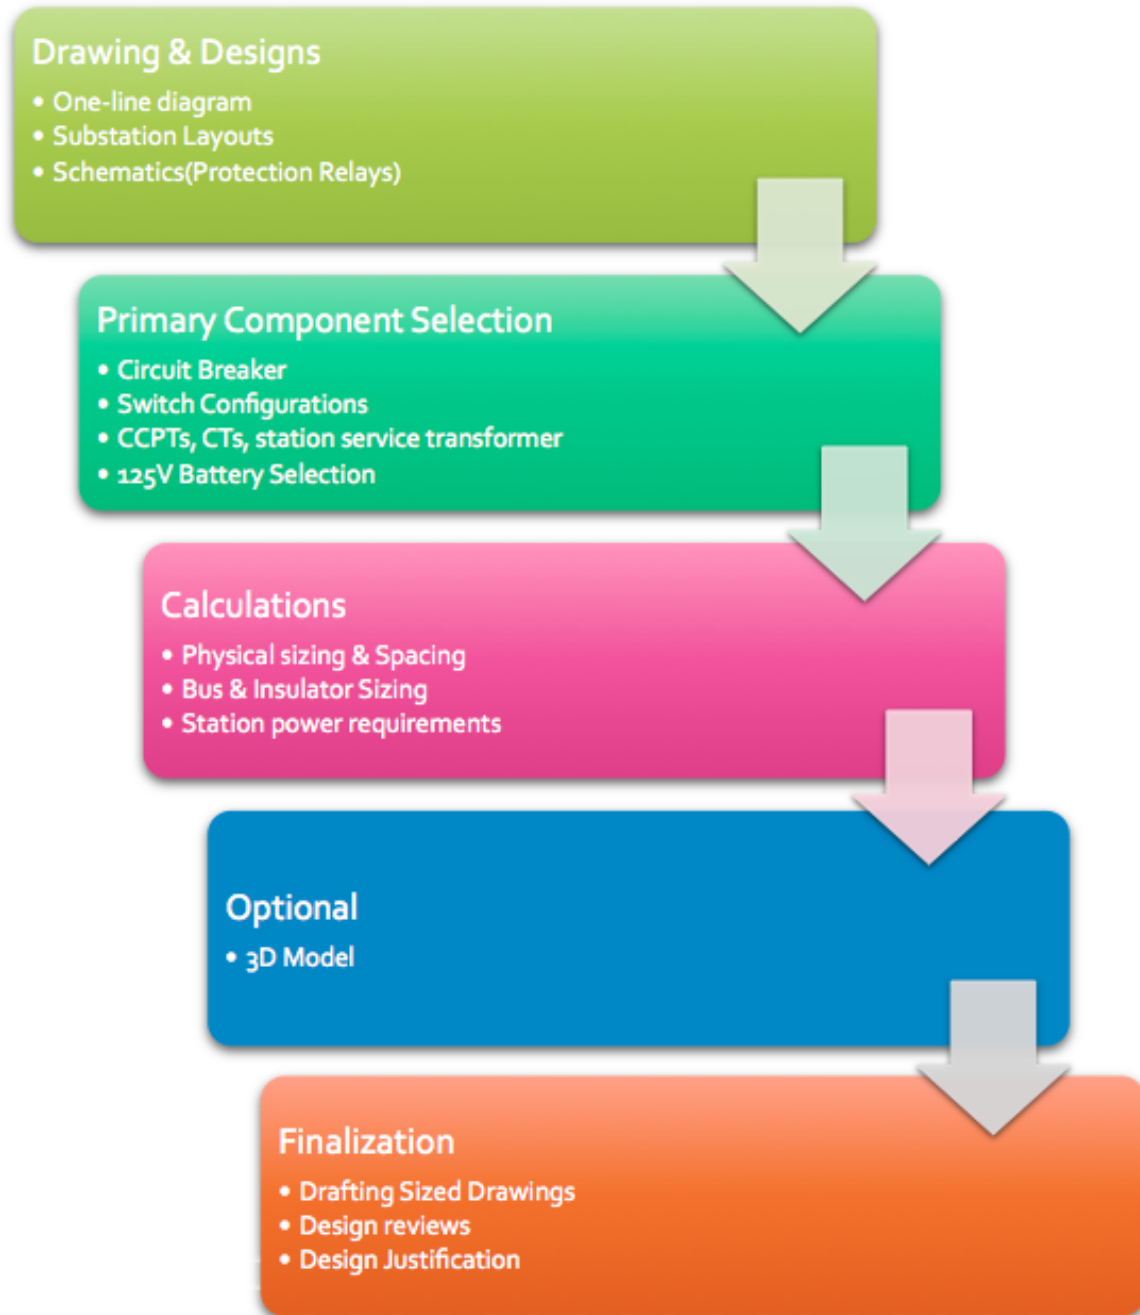 Drawing & Designs
• One-line diagram
• Substation Layouts
• Schematics(Protection Relays)
Primary Component Selection
• Circuit Breaker
• Switch Configurations
• CCPTs, CTs, station service transformer
• 125V Battery Selection
Calculations
• Physical sizing & Spacing
• Bus & Insulator Sizing
• Station power requirements
Optional
• 3D Model
Finalization
• Drafting Sized Drawings
• Design reviews
• Design Justification